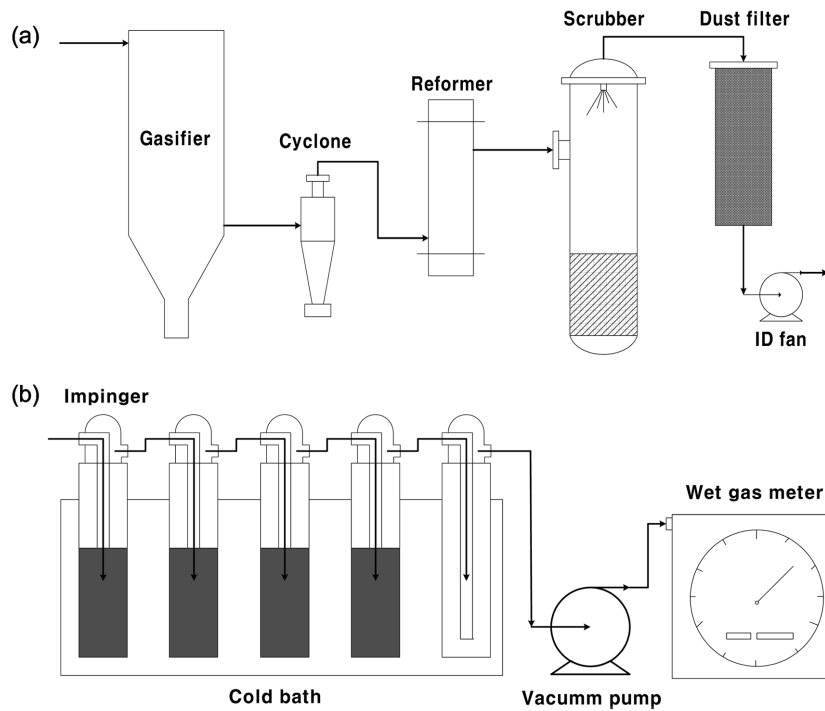 (a)
Scrubber
Dust filter
Reformer
Gasifier
Cyclone
ID fan
(b)
Impinger
Wet gas meter
Cold bath
Vacumm pump